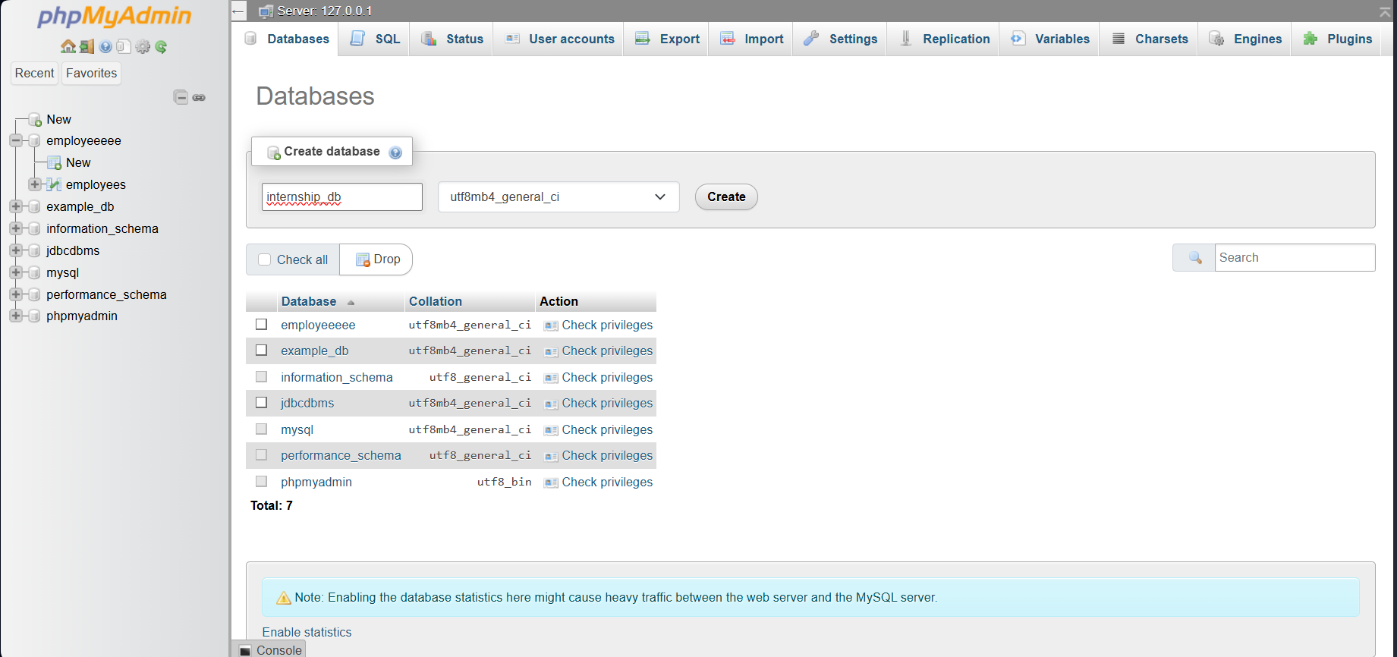 phpMyAdmin
Recent Favorites
New
employeeeee
New
employees
example_db
information_schema
jdbcdbms
mysql
performance_schema
phpmyadmin
Server: 127.0.0.1
Databases SQL Status User accounts Export Import Settings Replication Variables Charsets Engines Plugins
Databases
Create database
internship_db utf8mb4_general_ci Create
Check all Drop Search
Database Collation Action
employeeeee utf8mb4_general_ci Check privileges
example_db utf8mb4_general_ci Check privileges
information_schema utf8_general_ci Check privileges
jdbcdbms utf8mb4_general_ci Check privileges
mysql utf8mb4_general_ci Check privileges
performance_schema utf8_general_ci Check privileges
phpmyadmin utf8_bin Check privileges
Total: 7
Note: Enabling the database statistics here might cause heavy traffic between the web server and the MySQL server.
Enable statistics
Console